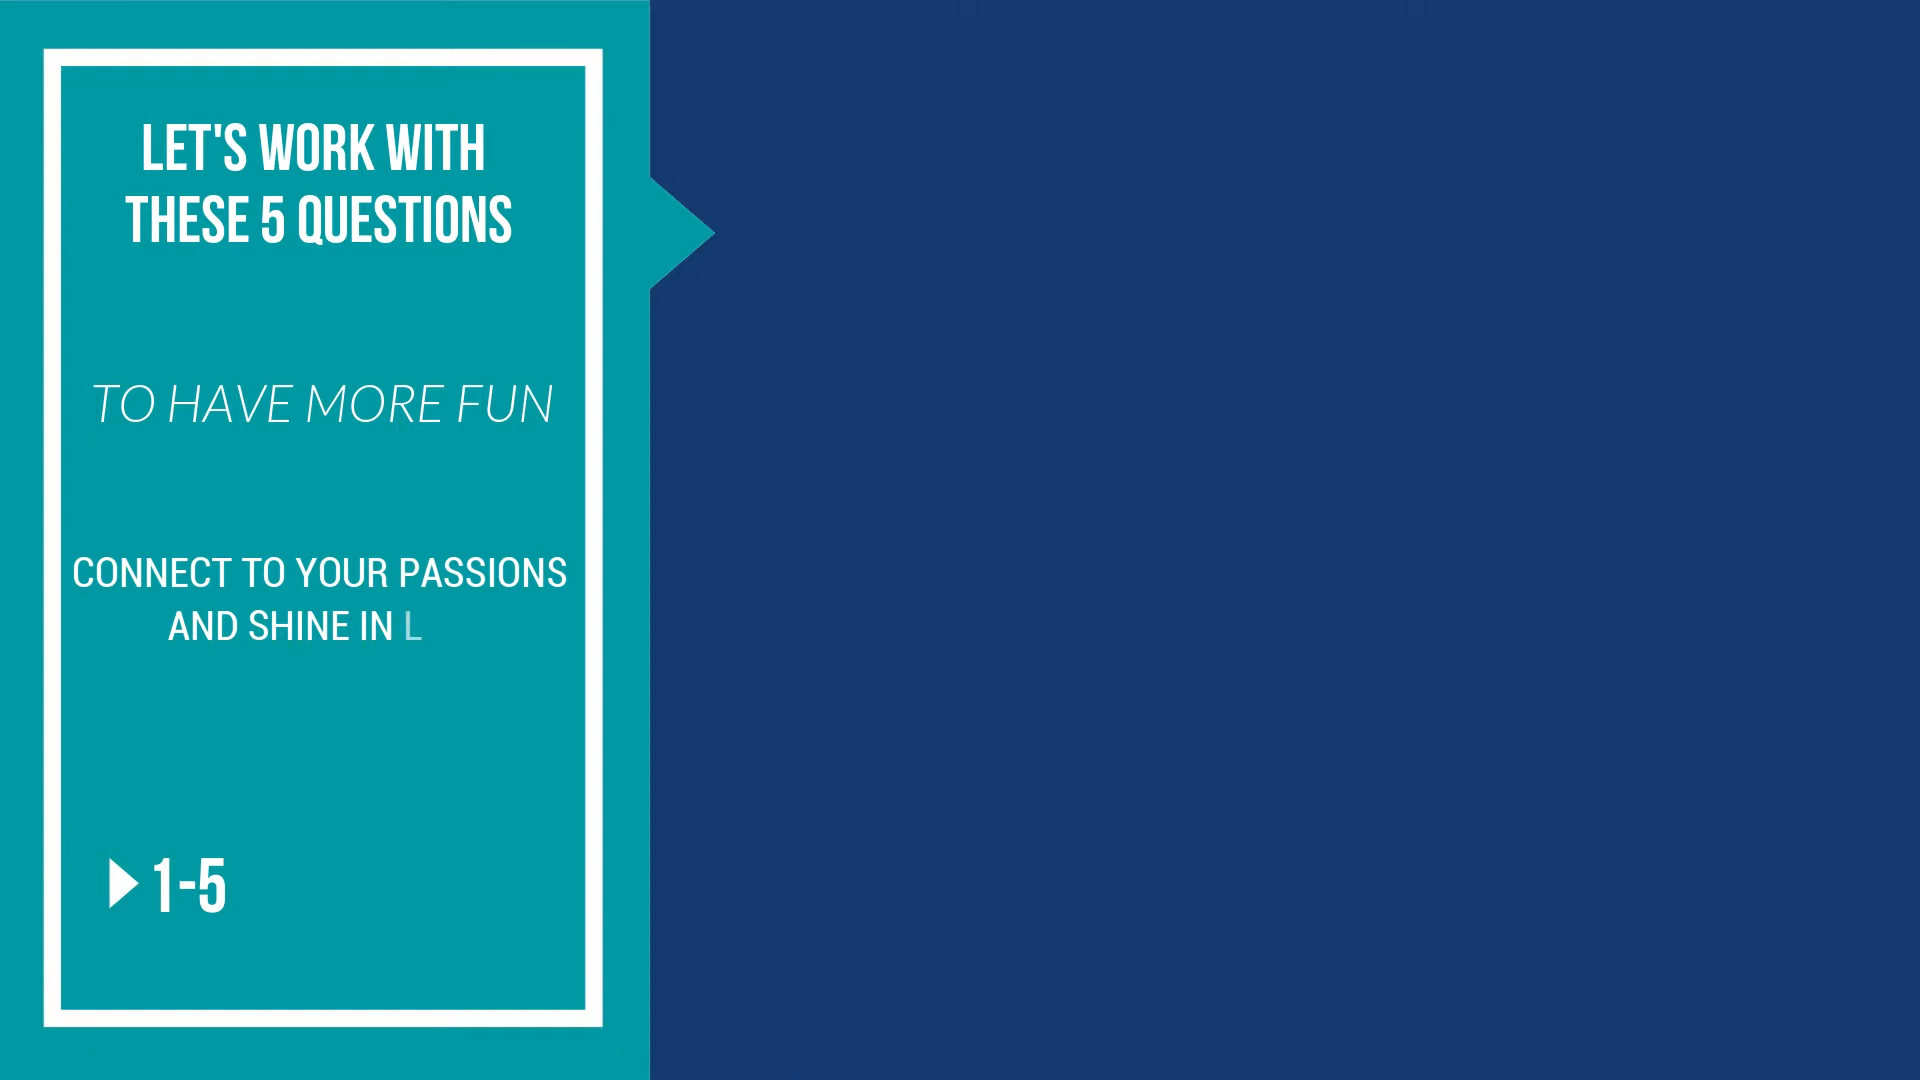 LET'S WORK WITH
THESE 5 QUESTIONS
TO HAVE MORE FUN
CONNECT TO YOUR PASSIONS
AND SHINE IN L
1-5